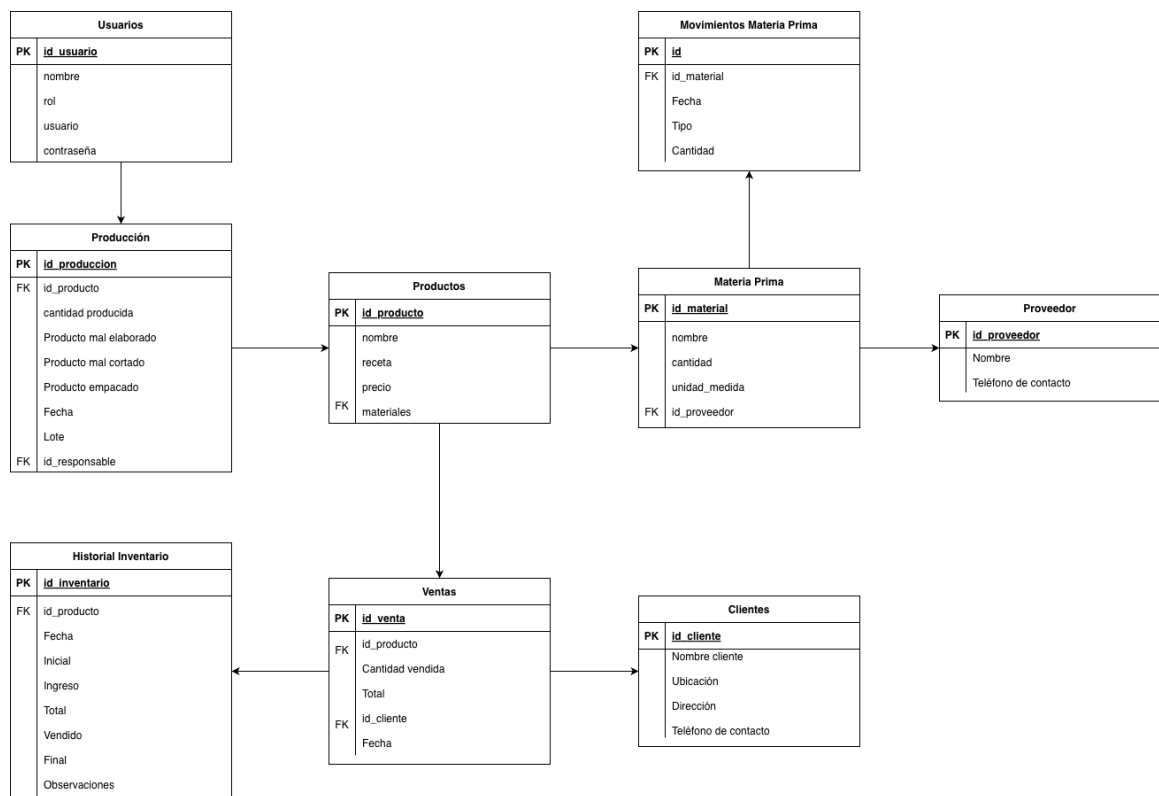 Usuarios
PK id_usuario
nombre
rol
usuario
contraseña
Movimientos Materia Prima
PK id
FK id_material
Fecha
Tipo
Cantidad
Producción
PK id_produccion
FK id_producto
cantidad producida
Producto mal elaborado
Producto mal cortado
Producto empacado
Fecha
Lote
FK id_responsable
Productos
PK id_producto
nombre
receta
precio
FK materiales
Materia Prima
PK id_material
nombre
cantidad
unidad_medida
FK id_proveedor
Proveedor
PK id_proveedor
Nombre
Teléfono de contacto
Historial Inventario
PK id_inventario
FK id_producto
Fecha
Inicial
Ingreso
Total
Vendido
Final
Observaciones
Ventas
PK id_venta
FK id_producto
Cantidad vendida
Total
FK id_cliente
Fecha
Clientes
PK id_cliente
Nombre cliente
Ubicación
Dirección
Teléfono de contacto